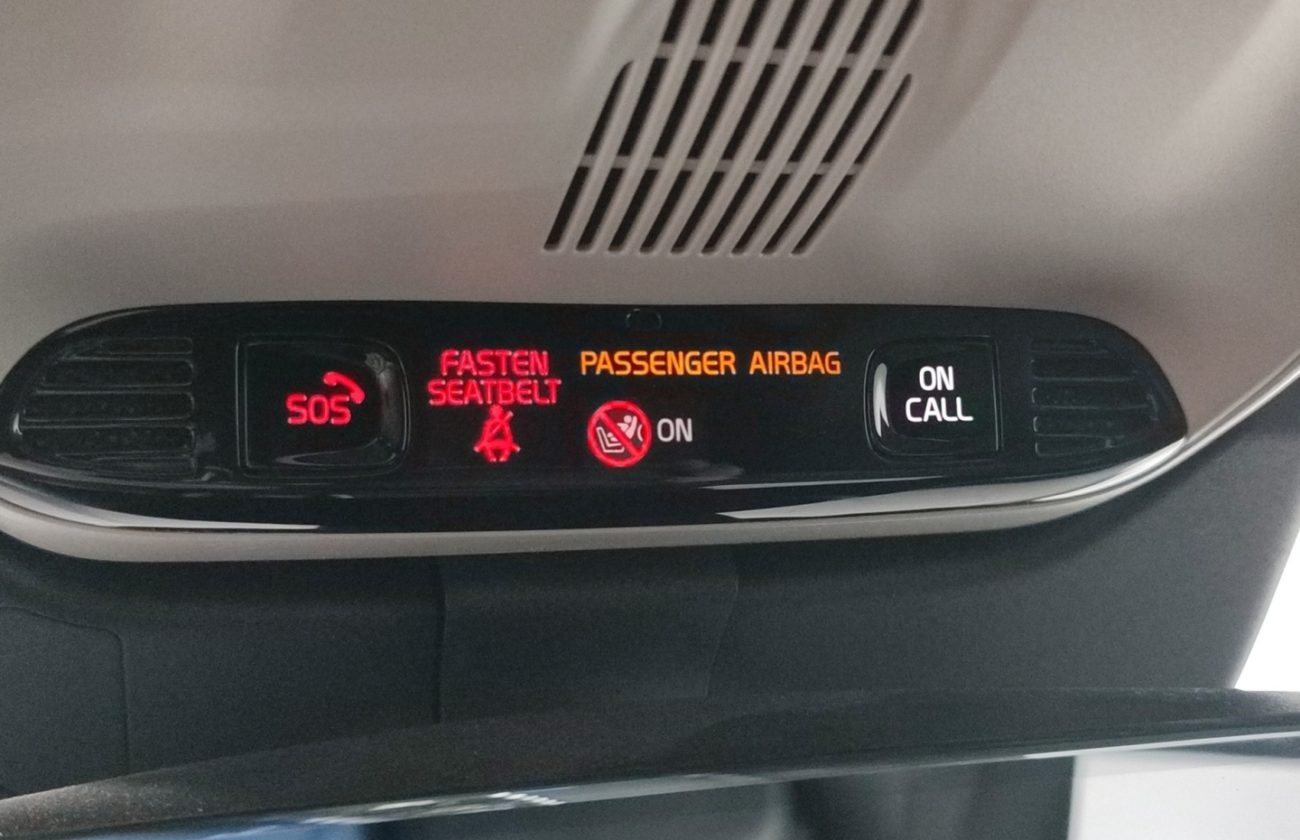 SOS
FASTEN
SEATBELT
PASSENGER AIRBAG
ON
ON
CALL